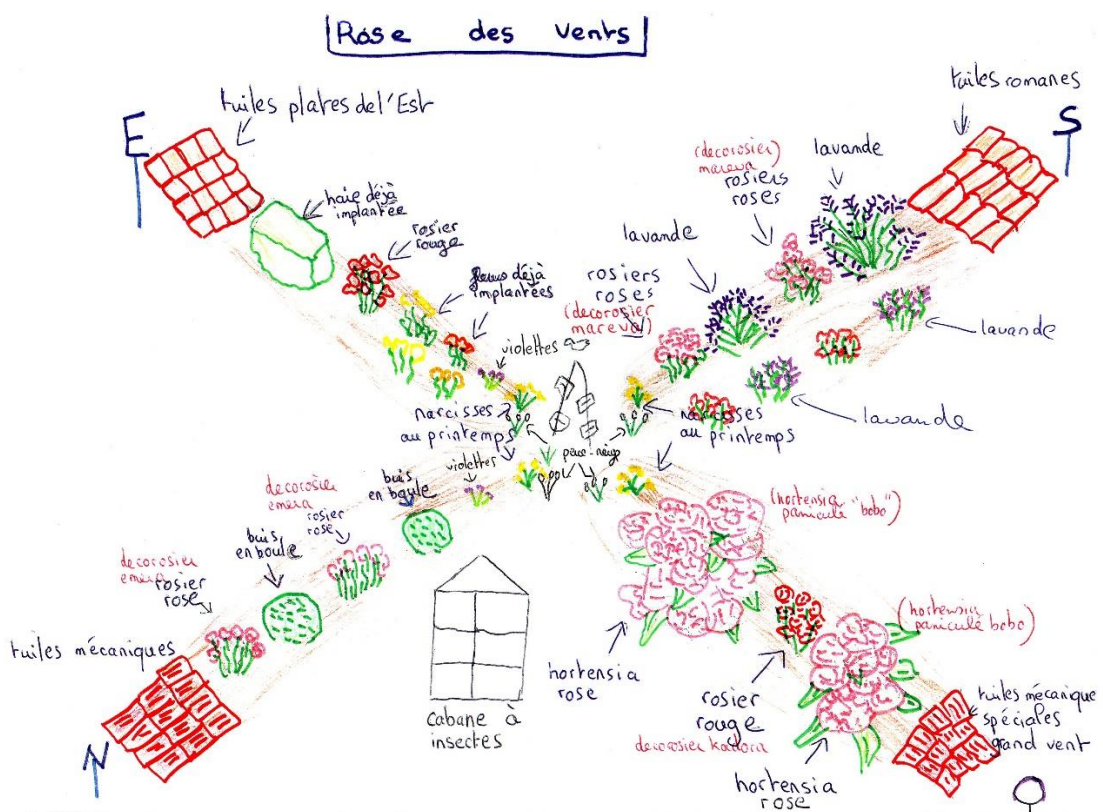 Rose des vents
E
tuiles plates de l'Est
tuiles romanes
S
haie déjà
implantée
rosier
rouge
déjà
implantées
violettes
narcisses
au printemps
(decorosier)
mareva
rosiers
roses
lavande
lavande
rosiers
roses
(decorosier
mareva)
lavande
lavande
narcisses
au printemps
perce-neige
violettes
buis
en boule
decorosier
emera
rosier
rose
buis
en boule
decorosier
emera
rosier
rose
tuiles mécaniques
N
cabane à
insectes
(hortensia
paniculé "bobo")
hortensia
rose
rosier
rouge
decorosier kadora
(hortensia
paniculé bobo)
hortensia
rose
tuiles mécanique
spéciales
grand vent
O